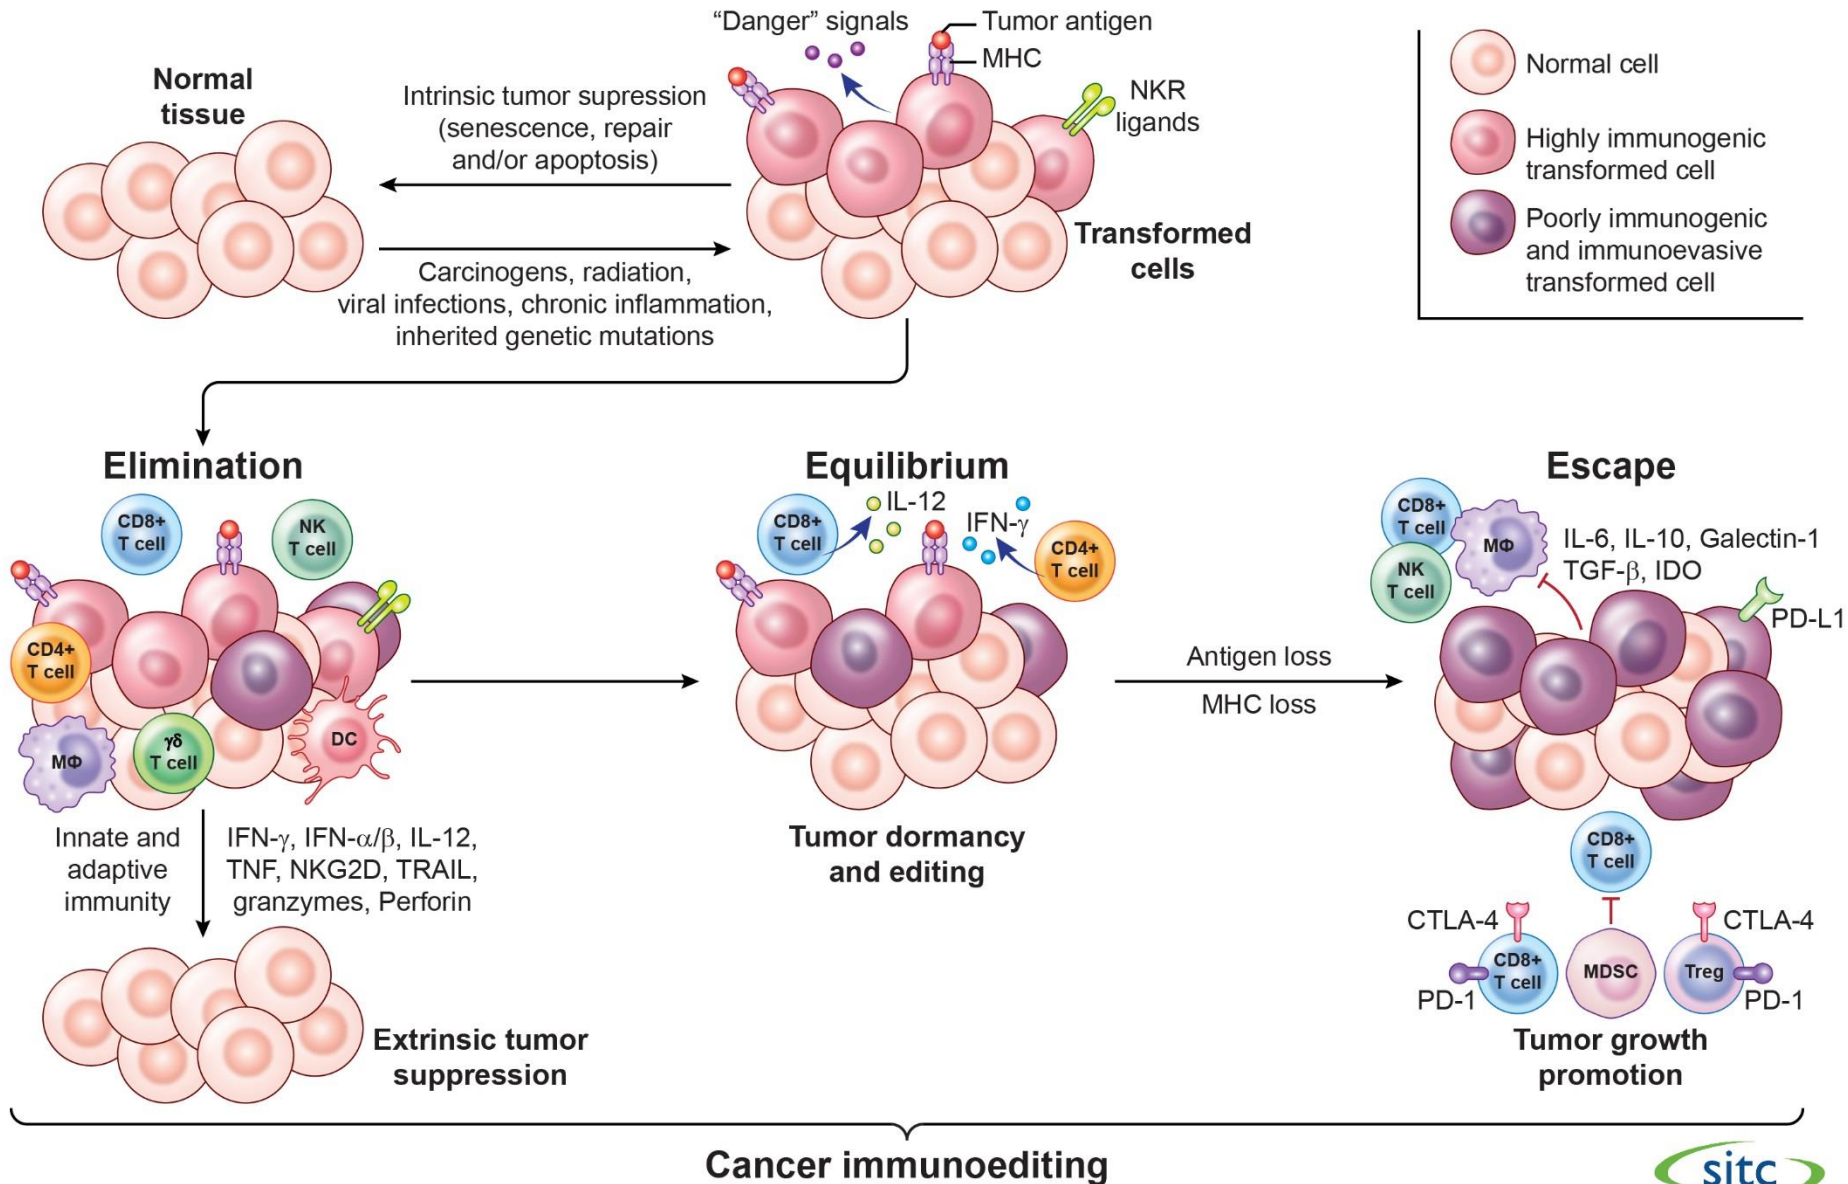 “Danger” signals
Tumor antigen
MHC
NKR
ligands
Normal
tissue
Intrinsic tumor supression
(senescence, repair
and/or apoptosis)
Transformed
cells
Carcinogens, radiation,
viral infections, chronic inflammation,
inherited genetic mutations
Normal cell
Highly immunogenic
transformed cell
Poorly immunogenic
and immunoevasive
transformed cell
Elimination
CD8+
T cell
NK
T cell
CD4+
T cell
MΦ
γδ
T cell
DC
Innate and
adaptive
immunity
IFN-γ, IFN-α/β, IL-12,
TNF, NKG2D, TRAIL,
granzymes, Perforin
Extrinsic tumor
suppression
Equilibrium
CD8+
T cell
IL-12
IFN-γ
CD4+
T cell
Tumor dormancy
and editing
Antigen loss
MHC loss
Escape
CD8+
T cell
NK
T cell
MΦ
IL-6, IL-10, Galectin-1
TGF-β, IDO
PD-L1
CD8+
T cell
CTLA-4
CTLA-4
CD8+
T cell
MDSC
Treg
PD-1
PD-1
Tumor growth
promotion
Cancer immunoediting
sitc